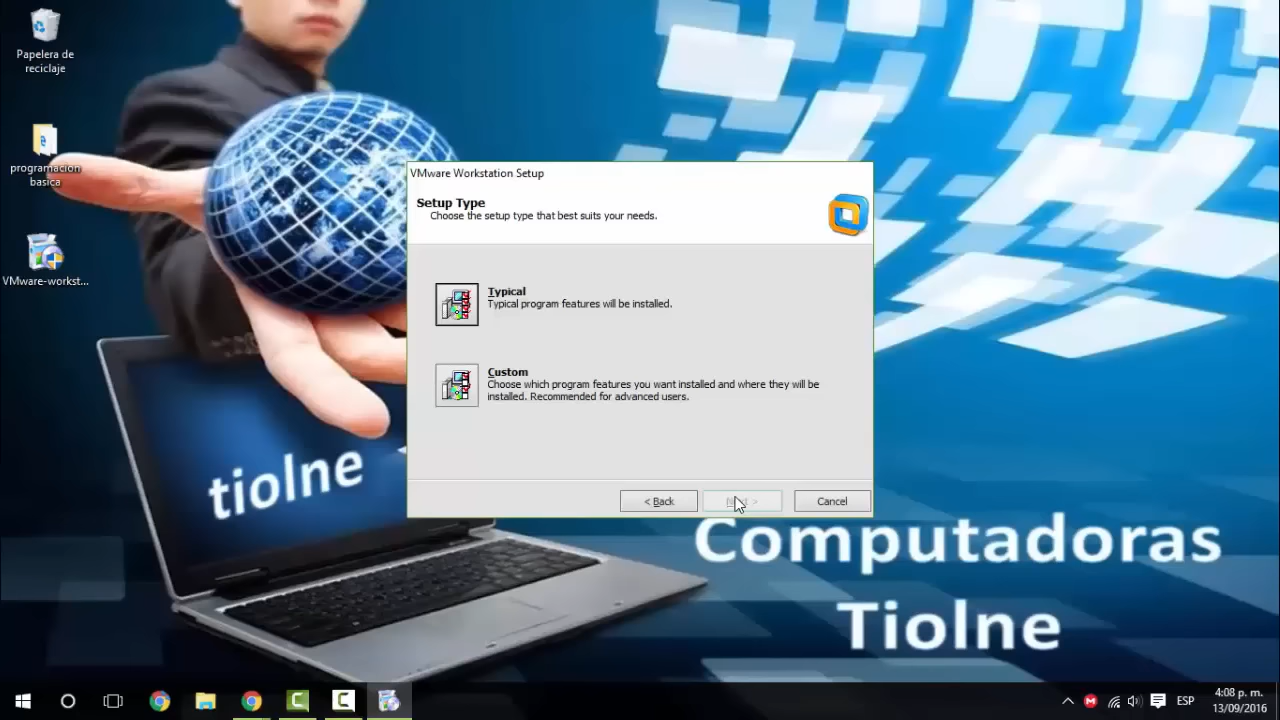 Papelera de
reciclaje
programacion
basica
VMware-workst...
VMware Workstation Setup
Setup Type
Choose the setup type that best suits your needs.
Typical
Typical program features will be installed.
Custom
Choose which program features you want installed and where they will be
installed. Recommended for advanced users.
< Back
Cancel
tiolne
Computadoras
Tiolne
ESP
4:08 p. m.
13/09/2016